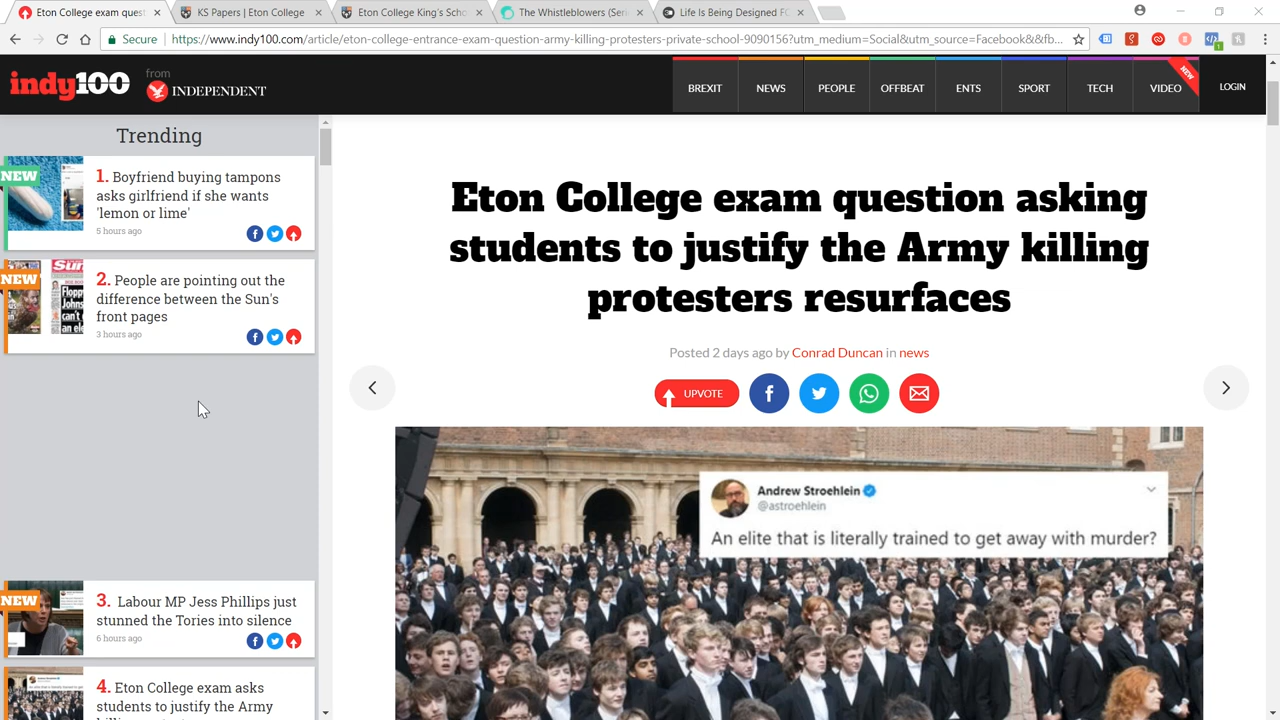 Eton College exam quest
KS Papers | Eton College
Eton College King's Scho
The Whistleblowers (Seri
Life Is Being Designed FO
Secure
https://www.indy100.com/article/eton-college-entrance-exam-question-army-killing-protesters-private-school-9090156?utm_medium=Social&utm_source=Facebook&&fb...
indy100
from
INDEPENDENT
BREXIT
NEWS
PEOPLE
OFFBEAT
ENTS
SPORT
TECH
VIDEO
NEW
LOGIN
Trending
NEW
1. Boyfriend buying tampons
asks girlfriend if she wants
'lemon or lime'
5 hours ago
NEW
2. People are pointing out the
difference between the Sun's
front pages
3 hours ago
NEW
3. Labour MP Jess Phillips just
stunned the Tories into silence
6 hours ago
4. Eton College exam asks
students to justify the Army
Eton College exam question asking
students to justify the Army killing
protesters resurfaces
Posted 2 days ago by Conrad Duncan in news
UPVOTE
Andrew Stroehlein
@astroehlein
An elite that is literally trained to get away with murder?